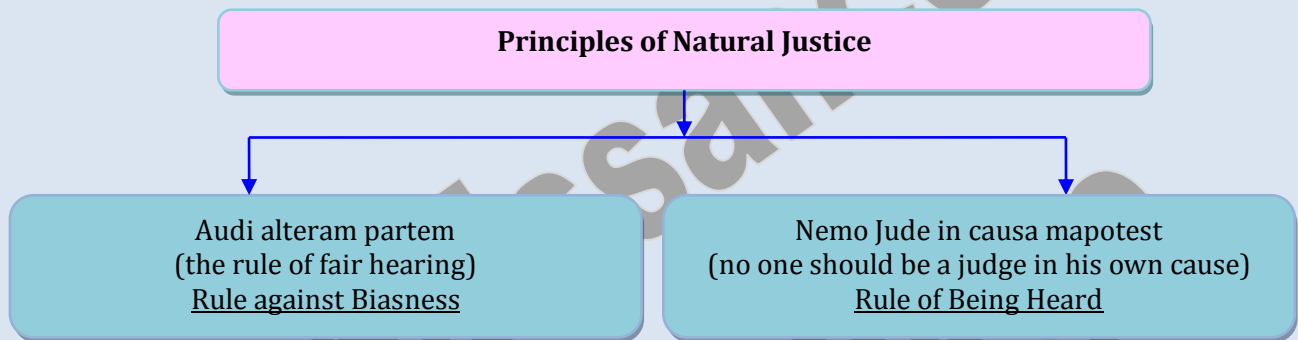 Principles of Natural Justice
Audi alteram partem
(the rule of fair hearing)
Rule against Biasness
Nemo Jude in causa mapotest
(no one should be a judge in his own cause)
Rule of Being Heard